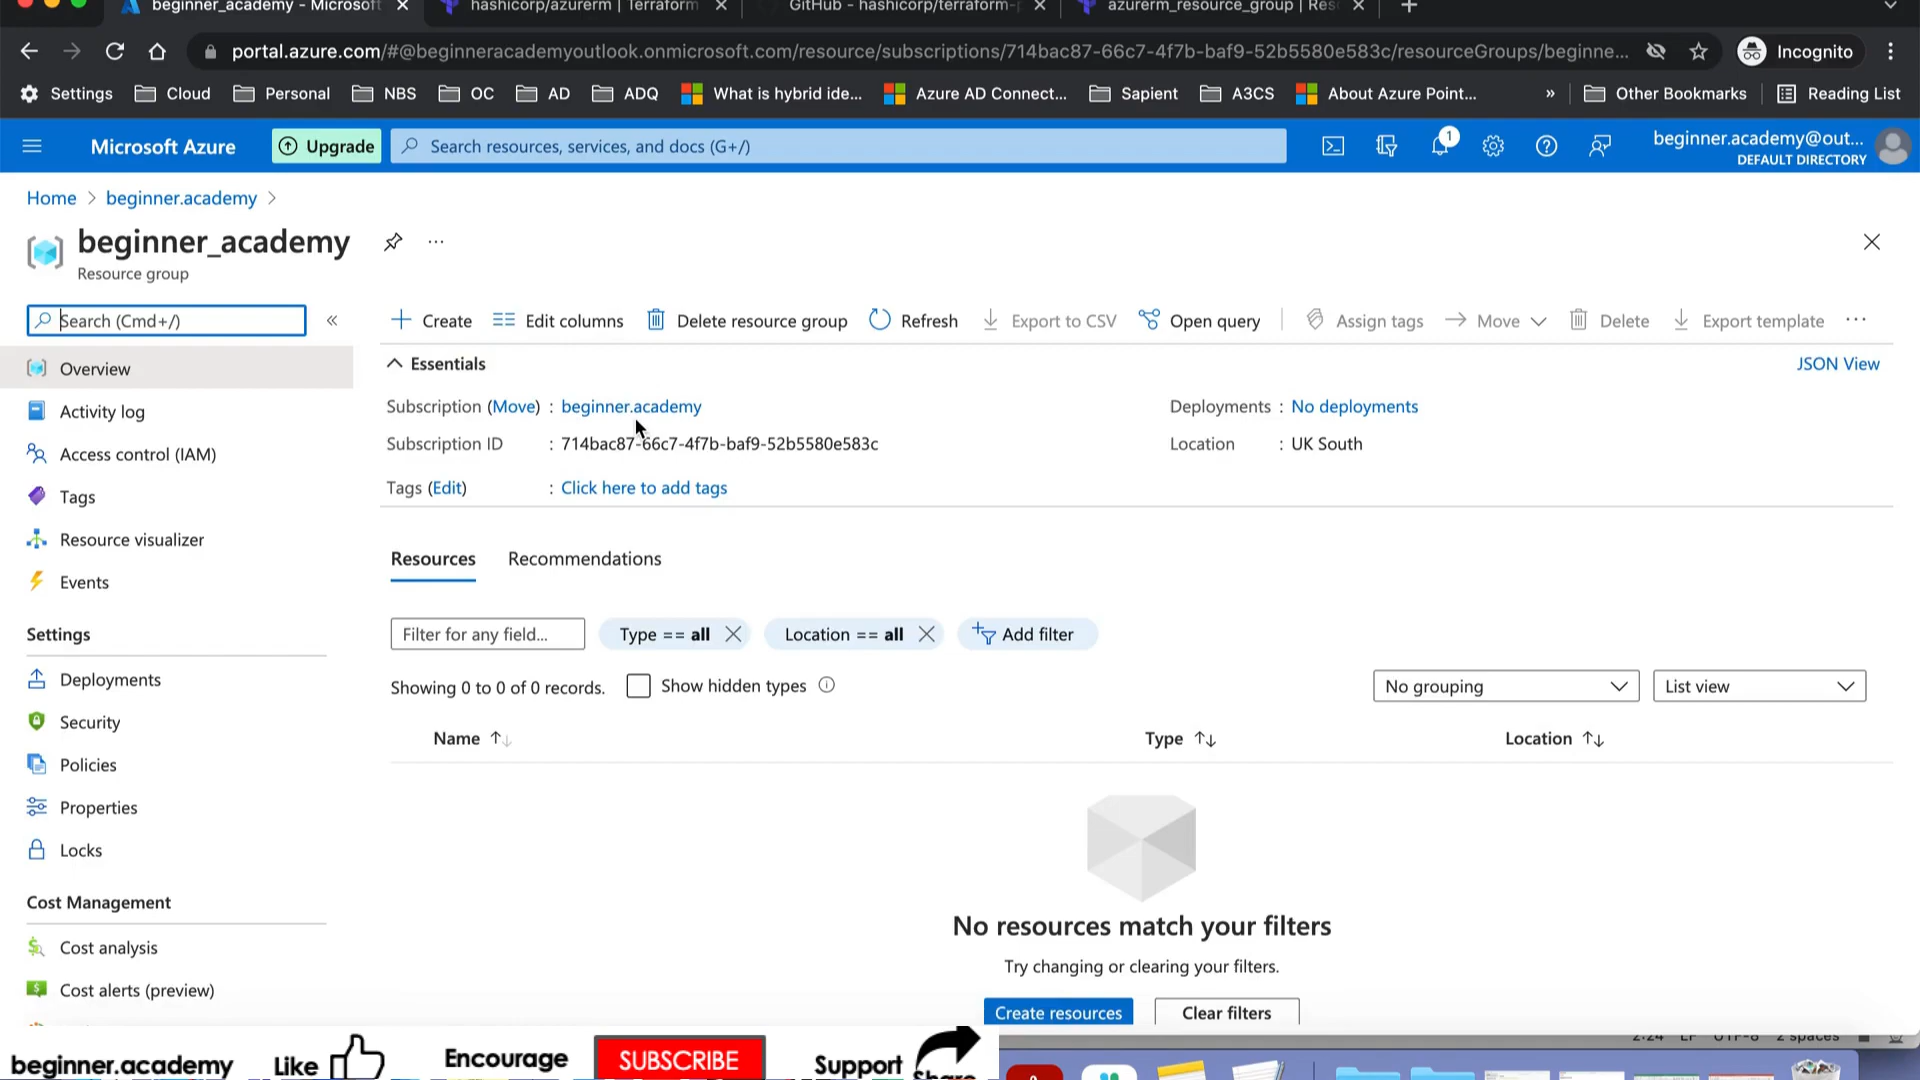 beginner_academy - Microsoft
hashicorp/azurerm | Terraform
GitHub - hashicorp/terraform-p
azurerm_resource_group | Res
portal.azure.com/#@beginneracademyoutlook.onmicrosoft.com/resource/subscriptions/714bac87-66c7-4f7b-baf9-52b5580e583c/resourceGroups/beginne...
Incognito
Settings Cloud Personal NBS OC AD ADQ What is hybrid ide... Azure AD Connect... Sapient A3CS About Azure Point... » Other Bookmarks Reading List
Microsoft Azure Upgrade Search resources, services, and docs (G+/) 1 beginner.academy@out...
DEFAULT DIRECTORY
Home > beginner.academy >
beginner_academy ...
Resource group
Search (Cmd+/) «
Create Edit columns Delete resource group Refresh Export to CSV Open query Assign tags Move Delete Export template ...
Overview
Activity log
Access control (IAM)
Tags
Resource visualizer
Events
Settings
Deployments
Security
Policies
Properties
Locks
Cost Management
Cost analysis
Cost alerts (preview)
Essentials
JSON View
Subscription (Move) : beginner.academy
Subscription ID : 714bac87-66c7-4f7b-baf9-52b5580e583c
Tags (Edit) : Click here to add tags
Deployments : No deployments
Location : UK South
Resources Recommendations
Filter for any field... Type == all Location == all Add filter
Showing 0 to 0 of 0 records. Show hidden types
No grouping List view
Name Type Location
No resources match your filters
Try changing or clearing your filters.
Create resources Clear filters
2:24 LF UTF-8 2 spaces
beginner.academy Like Encourage SUBSCRIBE Support Share